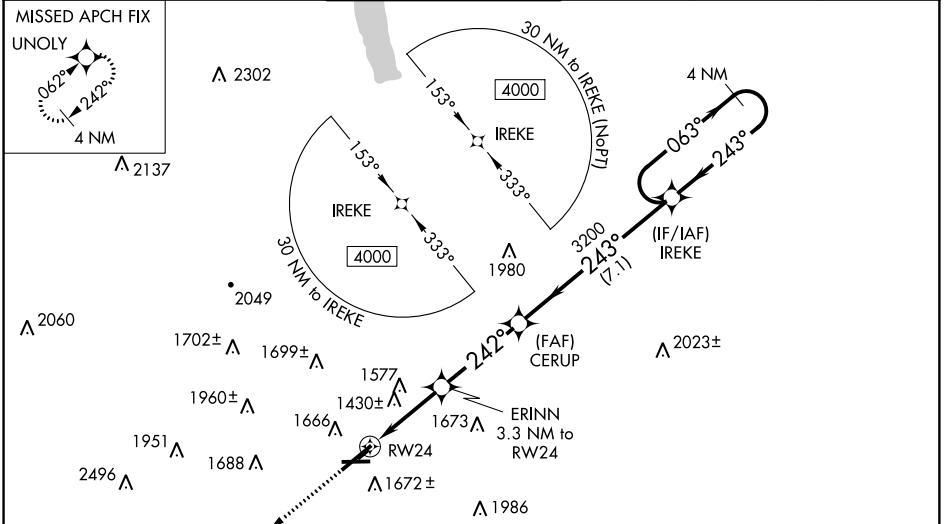 MISSED APCH FIX
UNOLY
062°
242°
4 NM
2302
2137
30 NM to IREKE (NoPT)
4000
153°
IREKE
333°
153°
IREKE
333°
4000
30 NM to IREKE
4 NM
063°
243°
(IF/IAF)
IREKE
3200
243°
(7.1)
1980
2049
2060
1702±
1699±
242°
(FAF)
CERUP
2023±
1577
1960±
1430±
1666
1673
ERINN
3.3 NM to
RW24
RW24
1951
1688
2496
1672±
1986